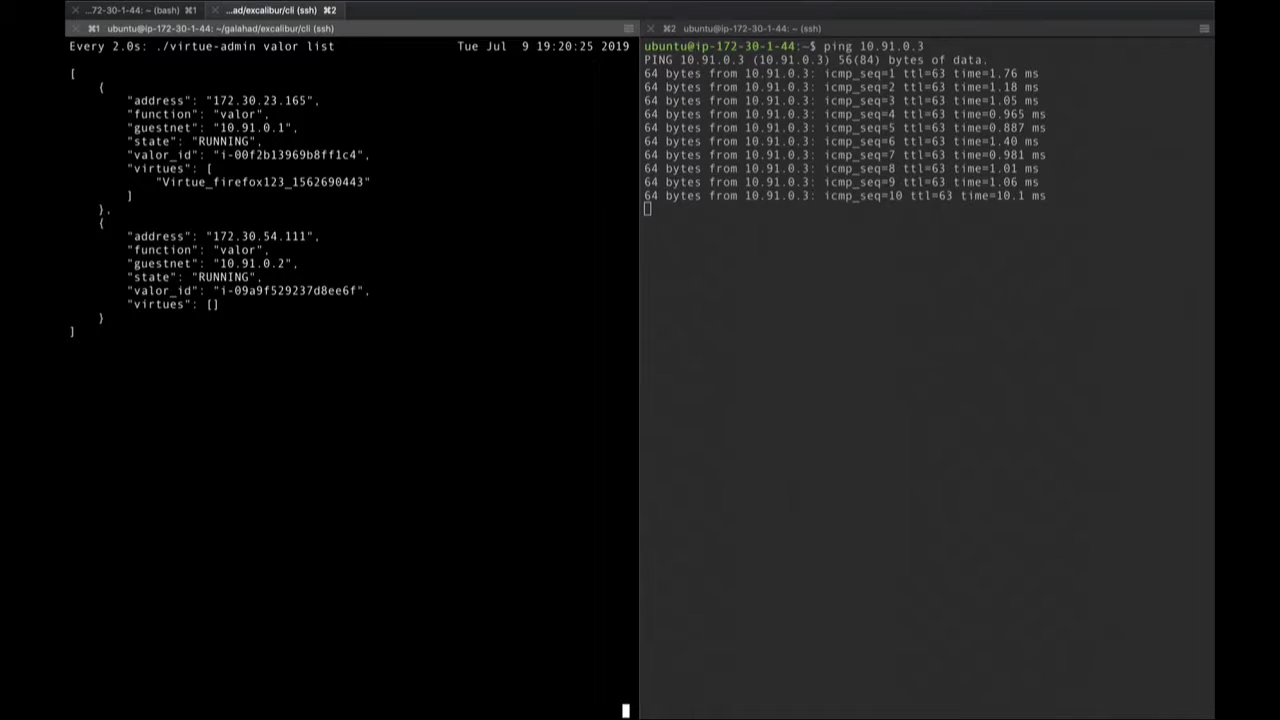 ...72-30-1-44: ~ (bash) ⌘1
...ad/excalibur/cli (ssh) ⌘2
⌘1 ubuntu@ip-172-30-1-44: ~/galahad/excalibur/cli (ssh)
Every 2.0s: ./virtue-admin valor list Tue Jul 9 19:20:25 2019
[
{
"address": "172.30.23.165",
"function": "valor",
"guestnet": "10.91.0.1",
"state": "RUNNING",
"valor_id": "i-00f2b13969b8ff1c4",
"virtues": [
"Virtue_firefox123_1562690443"
]
},
{
"address": "172.30.54.111",
"function": "valor",
"guestnet": "10.91.0.2",
"state": "RUNNING",
"valor_id": "i-09a9f529237d8ee6f",
"virtues": []
}
]
⌘2 ubuntu@ip-172-30-1-44: ~ (ssh)
ubuntu@ip-172-30-1-44:~$ ping 10.91.0.3
PING 10.91.0.3 (10.91.0.3) 56(84) bytes of data.
64 bytes from 10.91.0.3: icmp_seq=1 ttl=63 time=1.76 ms
64 bytes from 10.91.0.3: icmp_seq=2 ttl=63 time=1.18 ms
64 bytes from 10.91.0.3: icmp_seq=3 ttl=63 time=1.05 ms
64 bytes from 10.91.0.3: icmp_seq=4 ttl=63 time=0.965 ms
64 bytes from 10.91.0.3: icmp_seq=5 ttl=63 time=0.887 ms
64 bytes from 10.91.0.3: icmp_seq=6 ttl=63 time=1.40 ms
64 bytes from 10.91.0.3: icmp_seq=7 ttl=63 time=0.981 ms
64 bytes from 10.91.0.3: icmp_seq=8 ttl=63 time=1.01 ms
64 bytes from 10.91.0.3: icmp_seq=9 ttl=63 time=1.06 ms
64 bytes from 10.91.0.3: icmp_seq=10 ttl=63 time=10.1 ms